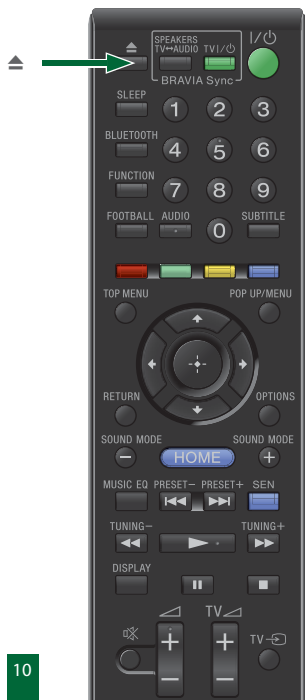 SPEAKERS
TV↔AUDIO TV I/⏻ I/⏻
BRAVIA Sync
SLEEP
1 2 3
BLUETOOTH
4 5 6
FUNCTION
7 8 9
FOOTBALL AUDIO SUBTITLE
0
TOP MENU POP UP/MENU
RETURN OPTIONS
SOUND MODE SOUND MODE
− HOME +
MUSIC EQ PRESET− PRESET+ SEN
TUNING− TUNING+
DISPLAY
TV
+ + TV
− −
10